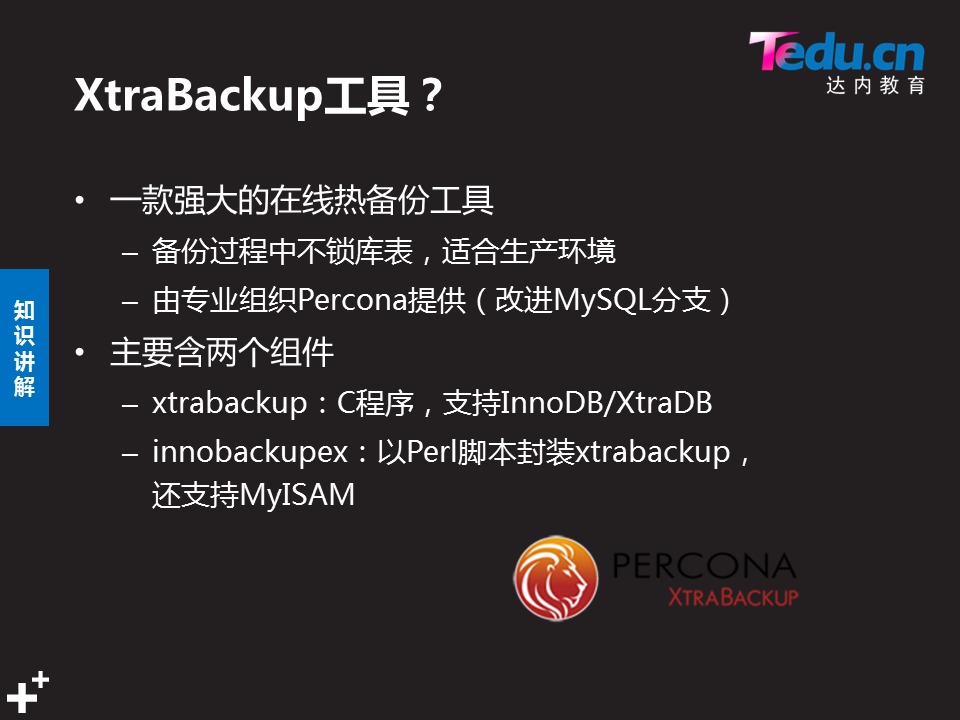 Tedu.cn
达内教育
XtraBackup工具？
• 一款强大的在线热备份工具
– 备份过程中不锁库表，适合生产环境
– 由专业组织Percona提供（改进MySQL分支）
• 主要含两个组件
– xtrabackup：C程序，支持InnoDB/XtraDB
– innobackupex：以Perl脚本封装xtrabackup，
还支持MyISAM
知识讲解
PERCONA
XTRABACKUP